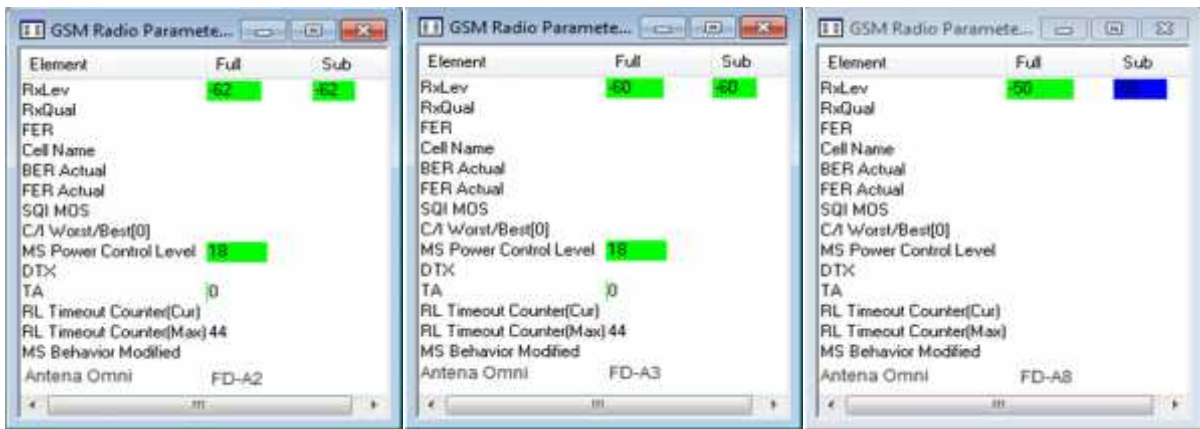 GSM Radio Paramete...
Element Full Sub
RxLev -62 -62
RxQual
FER
Cell Name
BER Actual
FER Actual
SQI MOS
C/I Worst/Best[0]
MS Power Control Level 18
DTX
TA 0
RL Timeout Counter(Cur)
RL Timeout Counter(Max) 44
MS Behavior Modified
Antena Omni FD-A2
GSM Radio Paramete...
Element Full Sub
RxLev -60 -60
RxQual
FER
Cell Name
BER Actual
FER Actual
SQI MOS
C/I Worst/Best[0]
MS Power Control Level 18
DTX
TA 0
RL Timeout Counter(Cur)
RL Timeout Counter(Max) 44
MS Behavior Modified
Antena Omni FD-A3
GSM Radio Paramete...
Element Full Sub
RxLev -50
RxQual
FER
Cell Name
BER Actual
FER Actual
SQI MOS
C/I Worst/Best[0]
MS Power Control Level
DTX
TA
RL Timeout Counter(Cur)
RL Timeout Counter(Max)
MS Behavior Modified
Antena Omni FD-A8